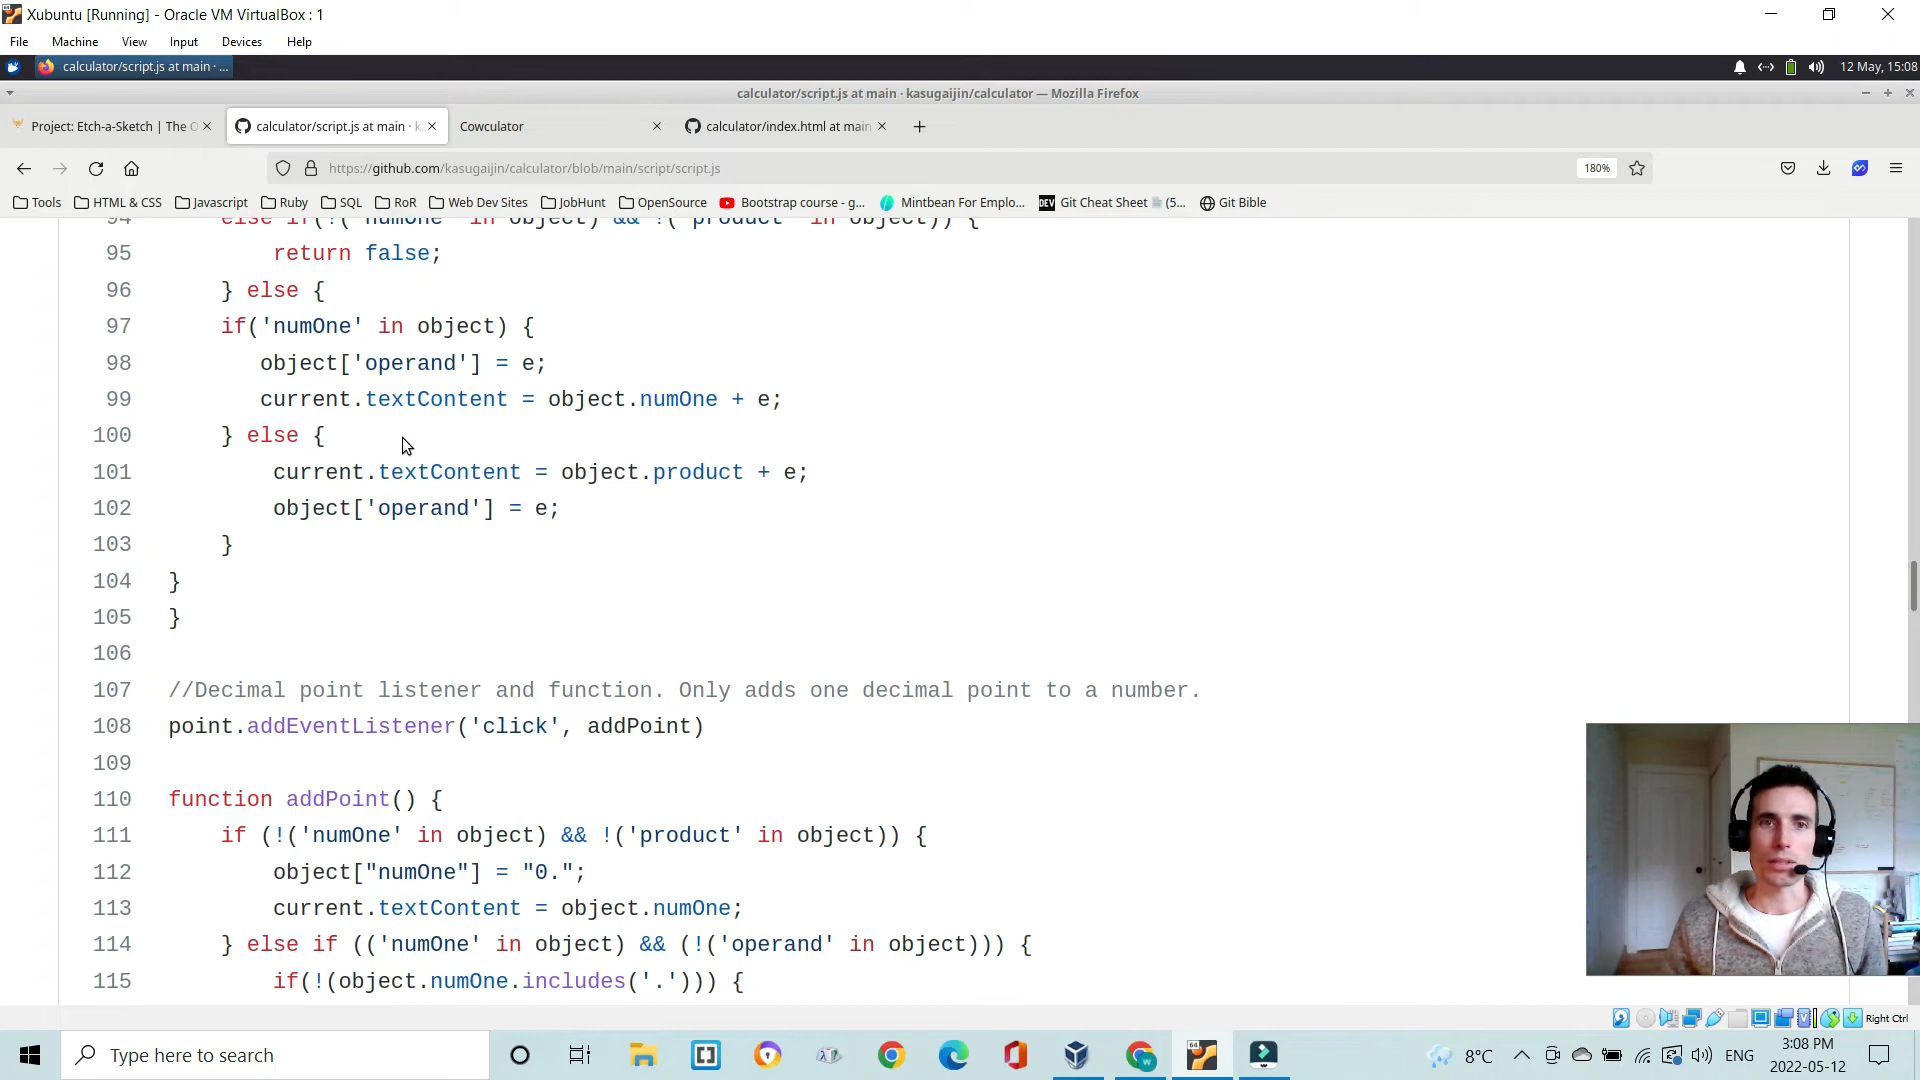 Xubuntu [Running] - Oracle VM VirtualBox : 1
File Machine View Input Devices Help
calculator/script.js at main · ...
12 May, 15:08
calculator/script.js at main · kasugaijin/calculator — Mozilla Firefox
Project: Etch-a-Sketch | The O
calculator/script.js at main · k
Cowculator
calculator/index.html at main
https://github.com/kasugaijin/calculator/blob/main/script/script.js
180%
Tools HTML & CSS Javascript Ruby SQL RoR Web Dev Sites JobHunt OpenSource Bootstrap course - g... Mintbean For Emplo... DEV Git Cheat Sheet (5... Git Bible
94 else if(!('numOne' in object) && !('product' in object)) {
95 return false;
96 } else {
97 if('numOne' in object) {
98 object['operand'] = e;
99 current.textContent = object.numOne + e;
100 } else {
101 current.textContent = object.product + e;
102 object['operand'] = e;
103 }
104 }
105 }
106
107 //Decimal point listener and function. Only adds one decimal point to a number.
108 point.addEventListener('click', addPoint)
109
110 function addPoint() {
111 if (!('numOne' in object) && !('product' in object)) {
112 object["numOne"] = "0.";
113 current.textContent = object.numOne;
114 } else if (('numOne' in object) && (!('operand' in object))) {
115 if(!(object.numOne.includes('.'))) {
Right Ctrl
Type here to search
8°C
ENG
3:08 PM
2022-05-12